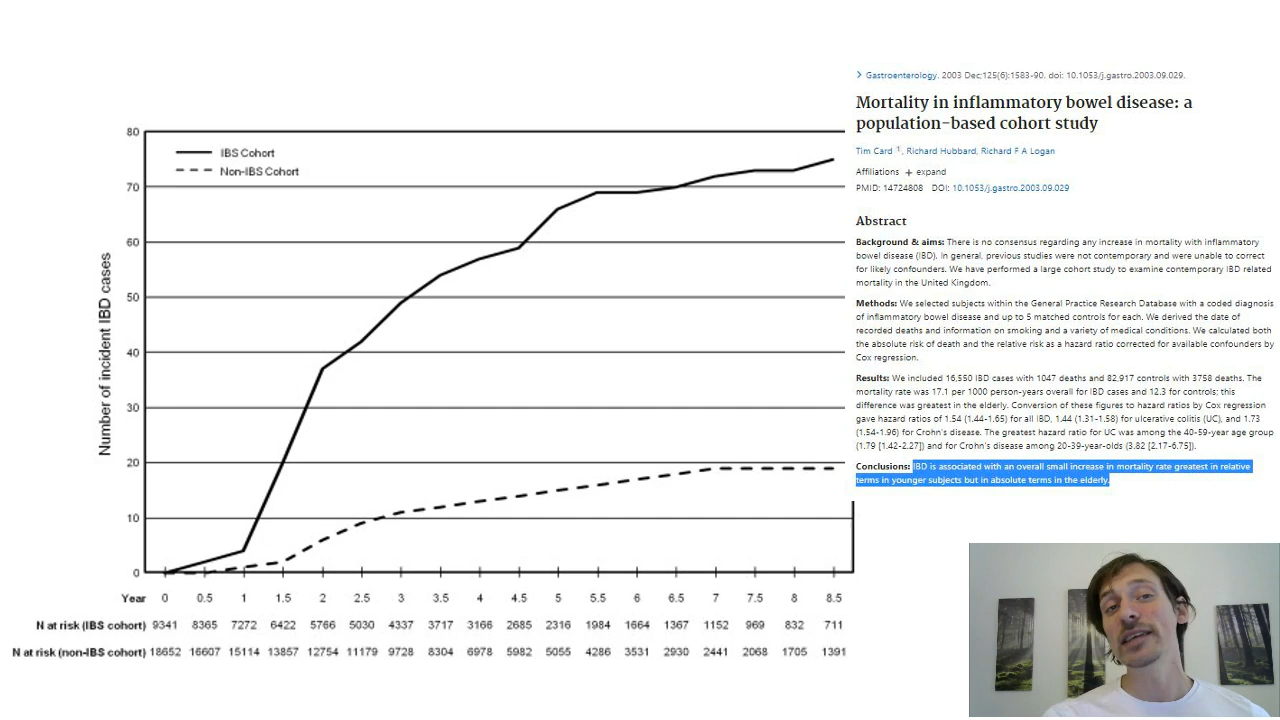 80
70
60
50
40
30
20
10
0
Number of incident IBD cases
IBS Cohort
Non-IBS Cohort
Year 0 0.5 1 1.5 2 2.5 3 3.5 4 4.5 5 5.5 6 6.5 7 7.5 8 8.5
N at risk (IBS cohort) 9341 8365 7272 6422 5766 5030 4337 3717 3166 2685 2316 1984 1664 1367 1152 969 832 711
N at risk (non-IBS cohort) 18652 16607 15114 13857 12754 11179 9728 8304 6978 5982 5055 4286 3531 2930 2441 2068 1705 1391
> Gastroenterology. 2003 Dec;125(6):1583-90. doi: 10.1053/j.gastro.2003.09.029.
Mortality in inflammatory bowel disease: a
population-based cohort study
Tim Card 1, Richard Hubbard, Richard F A Logan
Affiliations + expand
PMID: 14724808 DOI: 10.1053/j.gastro.2003.09.029
Abstract
Background & aims: There is no consensus regarding any increase in mortality with inflammatory
bowel disease (IBD). In general, previous studies were not contemporary and were unable to correct
for likely confounders. We have performed a large cohort study to examine contemporary IBD related
mortality in the United Kingdom.
Methods: We selected subjects within the General Practice Research Database with a coded diagnosis
of inflammatory bowel disease and up to 5 matched controls for each. We derived the date of
recorded deaths and information on smoking and a variety of medical conditions. We calculated both
the absolute risk of death and the relative risk as a hazard ratio corrected for available confounders by
Cox regression.
Results: We included 16,550 IBD cases with 1047 deaths and 82,917 controls with 3758 deaths. The
mortality rate was 17.1 per 1000 person-years overall for IBD cases and 12.3 for controls; this
difference was greatest in the elderly. Conversion of these figures to hazard ratios by Cox regression
gave hazard ratios of 1.54 (1.44-1.65) for all IBD, 1.44 (1.31-1.58) for ulcerative colitis (UC), and 1.73
(1.54-1.96) for Crohn's disease. The greatest hazard ratio for UC was among the 40-59-year age group
(1.79 [1.42-2.27]) and for Crohn's disease among 20-39-year-olds (3.82 [2.17-6.75]).
Conclusions: IBD is associated with an overall small increase in mortality rate greatest in relative
terms in younger subjects but in absolute terms in the elderly.